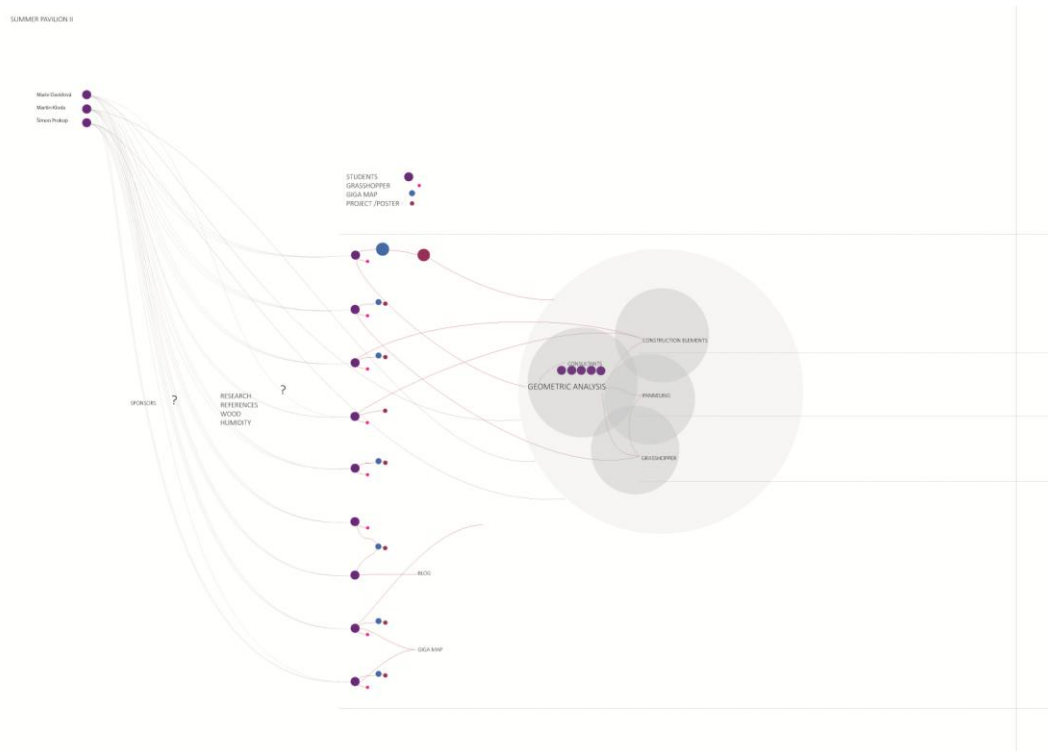 SUMMER PAVILION II
Marie Davidová
Martin Kloda
Šimon Prokop
STUDENTS
GRASSHOPPER
GIGA MAP
PROJECT /POSTER
CONSTRUCTION ELEMENTS
CONSULTANTS
GEOMETRIC ANALYSIS
?
SPONSORS
?
RESEARCH
REFERENCES
WOOD
HUMIDITY
GRASSHOPPER
BLOG
GIGA MAP